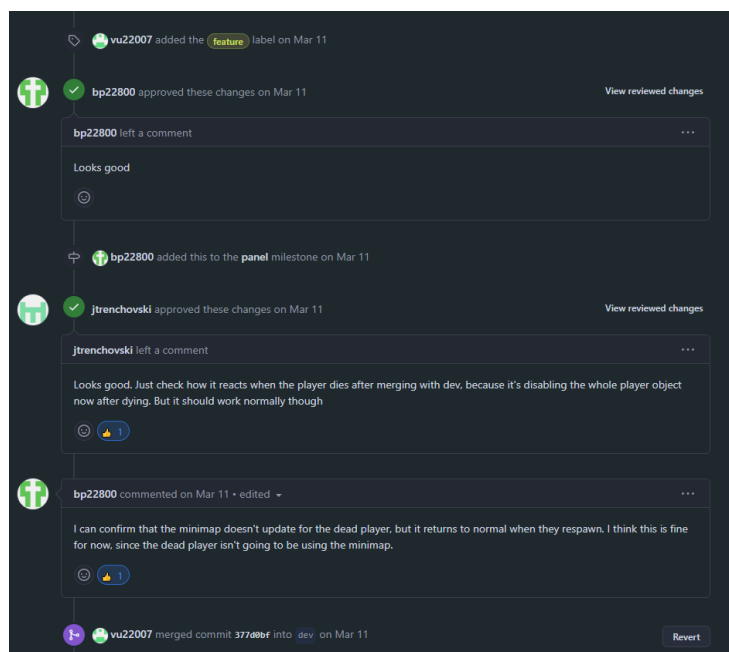 vu22007 added the feature label on Mar 11
bp22800 approved these changes on Mar 11 View reviewed changes
bp22800 left a comment ...
Looks good
bp22800 added this to the panel milestone on Mar 11
jtrenchovski approved these changes on Mar 11 View reviewed changes
jtrenchovski left a comment ...
Looks good. Just check how it reacts when the player dies after merging with dev, because it's disabling the whole player object
now after dying. But it should work normally though
👍 1
bp22800 commented on Mar 11 • edited ...
I can confirm that the minimap doesn't update for the dead player, but it returns to normal when they respawn. I think this is fine
for now, since the dead player isn't going to be using the minimap.
👍 1
vu22007 merged commit 377d0bf into dev on Mar 11 Revert